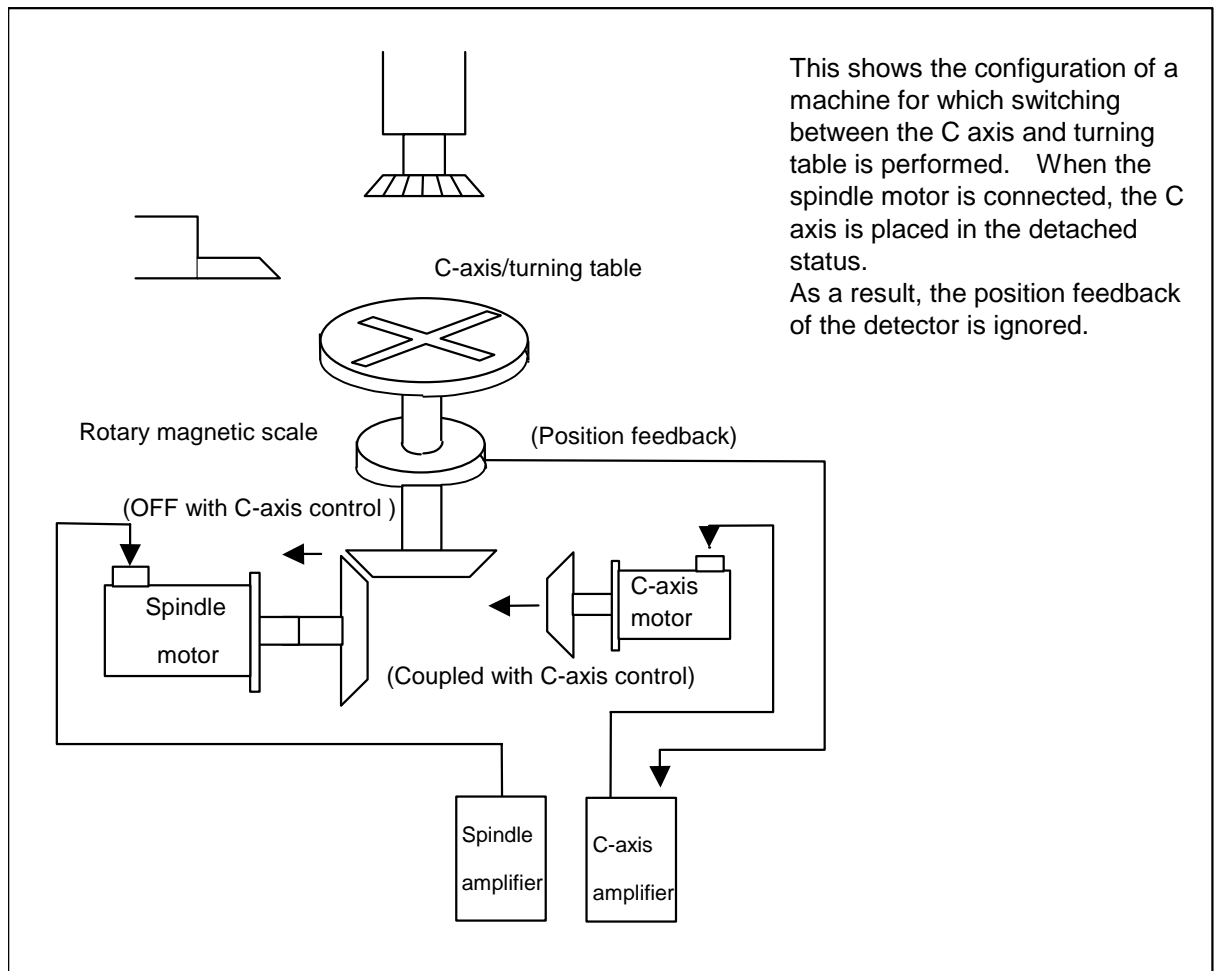 This shows the configuration of a
machine for which switching
between the C axis and turning
table is performed. When the
spindle motor is connected, the C
axis is placed in the detached
status.
As a result, the position feedback
of the detector is ignored.
C-axis/turning table
Rotary magnetic scale
(Position feedback)
(OFF with C-axis control )
Spindle
motor
C-axis
motor
(Coupled with C-axis control)
Spindle
amplifier
C-axis
amplifier